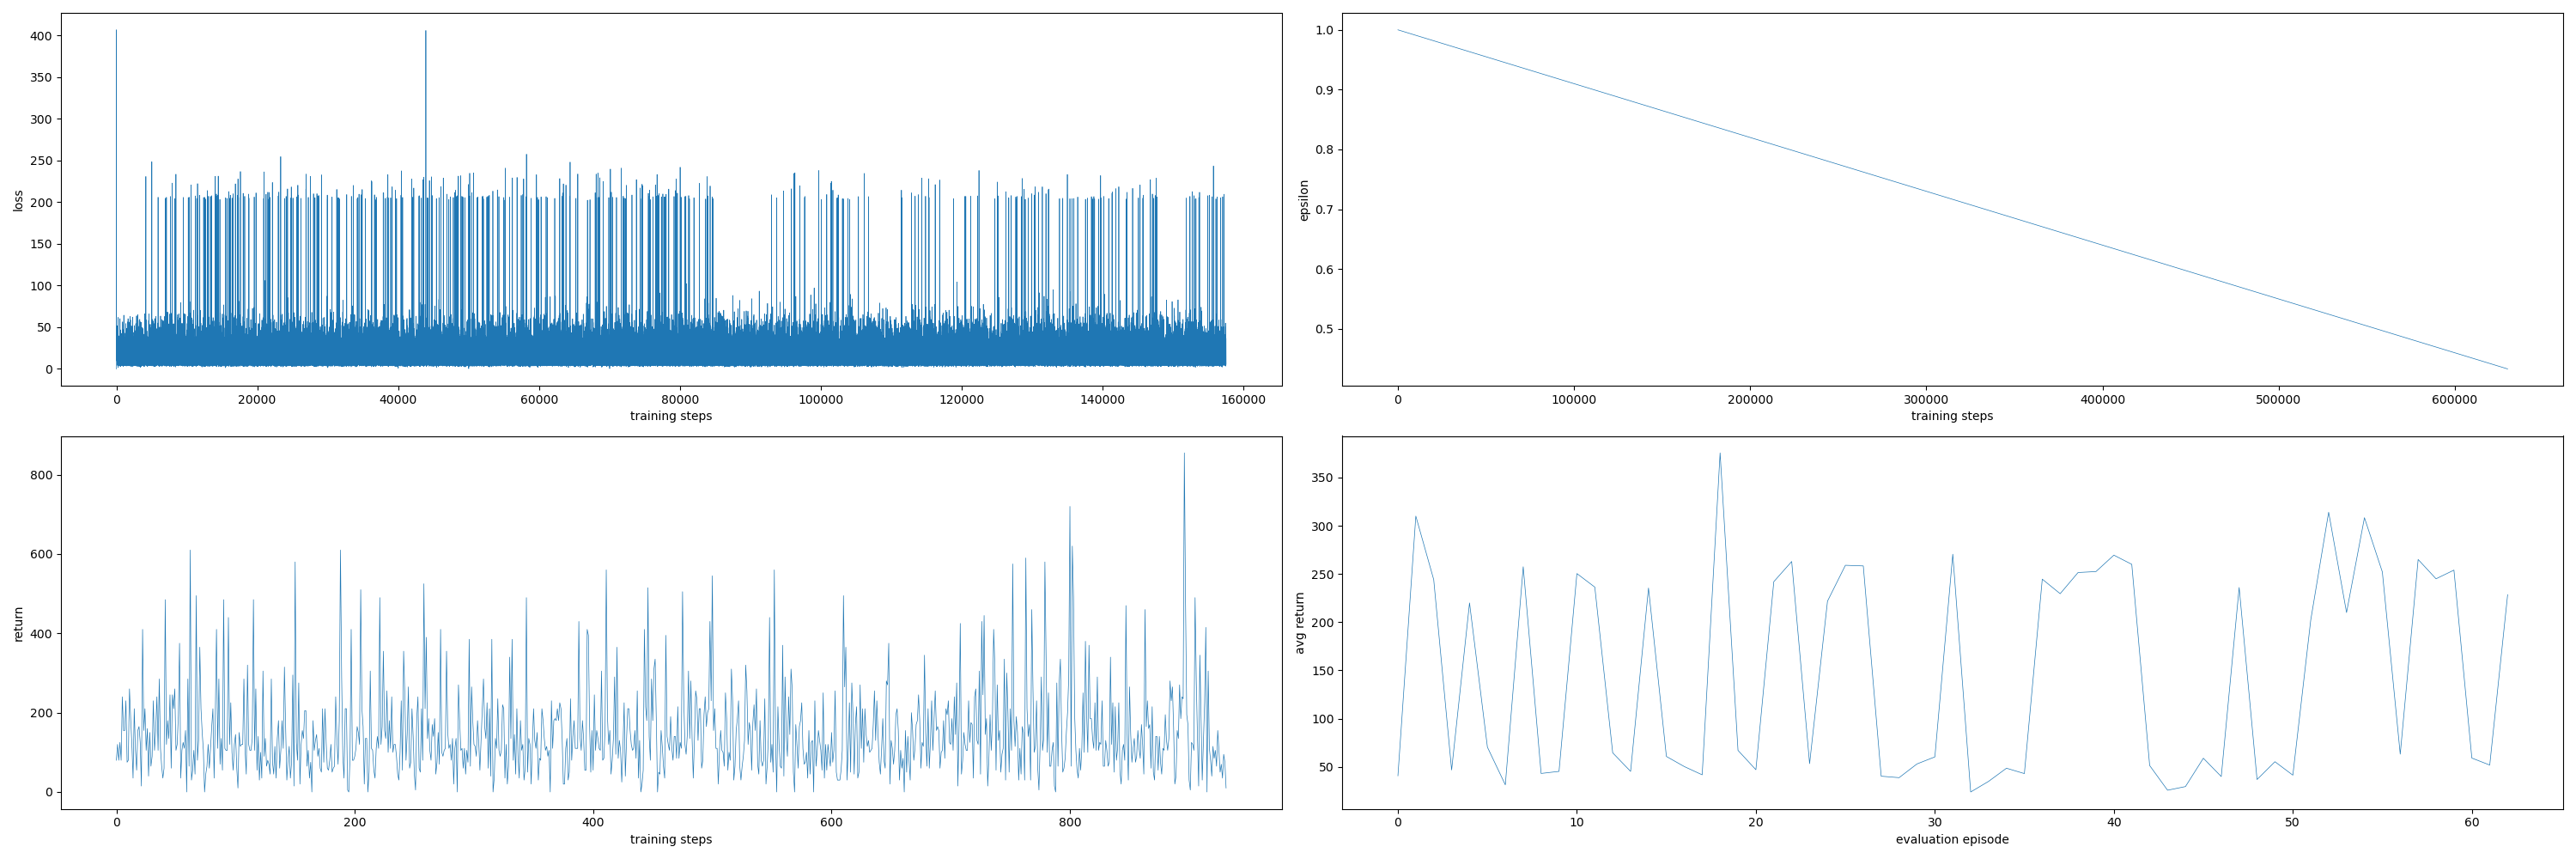 400
350
300
250
200
150
100
50
0
loss
0 20000 40000 60000 80000 100000 120000 140000 160000
training steps
1.0
0.9
0.8
0.7
0.6
0.5
epsilon
0 100000 200000 300000 400000 500000 600000
training steps
800
600
400
200
0
return
0 200 400 600 800
training steps
350
300
250
200
150
100
50
avg return
0 10 20 30 40 50 60
evaluation episode